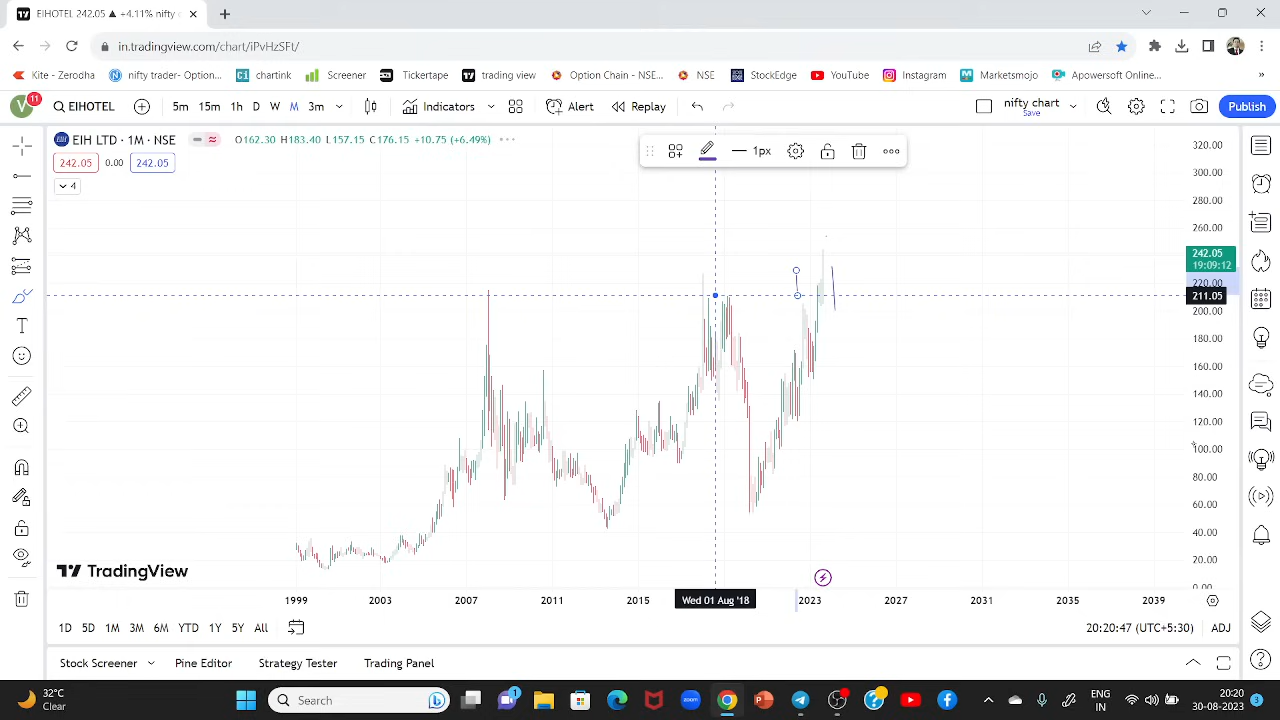 EIHOTEL 242.05 ▲ +4.11% nifty c
in.tradingview.com/chart/iPvHzSFt/
Kite - Zerodha
nifty trader- Option...
chartink
Screener
Tickertape
trading view
Option Chain - NSE...
NSE
StockEdge
YouTube
Instagram
Marketsmojo
Apowersoft Online...
»
V 11 EIHOTEL 5m 15m 1h D W M 3m Indicators Alert Replay nifty chart Save Publish
EIH LTD · 1M · NSE O162.30 H183.40 L157.15 C176.15 +10.75 (+6.49%)
1px
242.05 0.00 242.05
4
320.00
300.00
280.00
260.00
242.05
19:09:12
220.00
211.05
200.00
180.00
160.00
140.00
120.00
100.00
80.00
60.00
40.00
20.00
0.00
TradingView
1999 2003 2007 2011 2015 Wed 01 Aug '18 2023 2027 2031 2035 2039
1D 5D 1M 3M 6M YTD 1Y 5Y All 20:20:47 (UTC+5:30) ADJ
Stock Screener Pine Editor Strategy Tester Trading Panel
32°C
Clear
Search
1
zoom
ENG
IN
20:20
30-08-2023
3